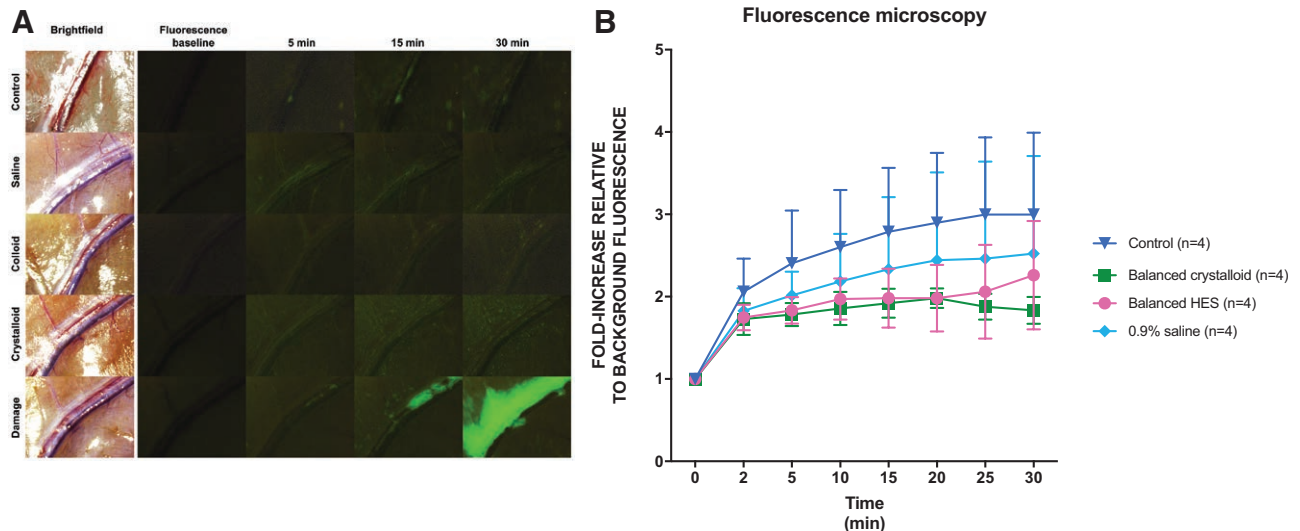 A
Brightfield
Fluorescence
baseline
5 min
15 min
30 min
Control
Saline
Colloid
Crystalloid
Damage
B
Fluorescence microscopy
FOLD-INCREASE RELATIVE
TO BACKGROUND FLUORESCENCE
5
4
3
2
1
0
0
2
5
10
15
20
25
30
Time
(min)
Control (n=4)
Balanced crystalloid (n=4)
Balanced HES (n=4)
0.9% saline (n=4)